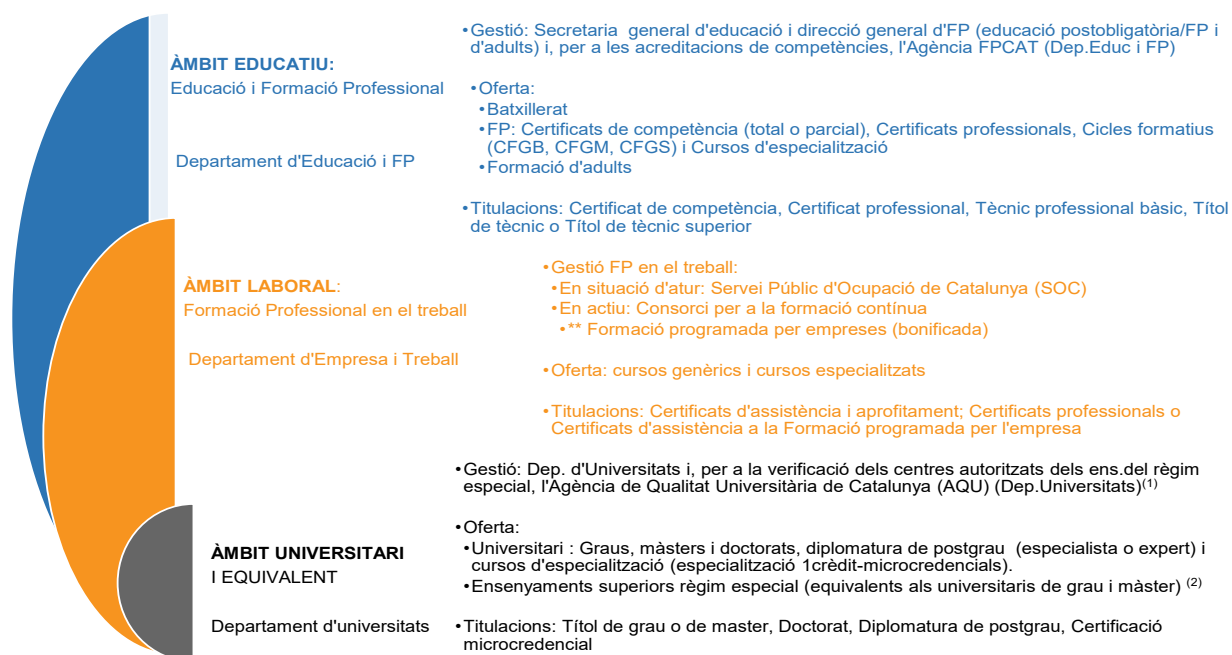 ÀMBIT EDUCATIU:
Educació i Formació Professional
Departament d'Educació i FP
•Gestió: Secretaria general d'educació i direcció general d'FP (educació postobligatòria/FP i
d'adults) i, per a les acreditacions de competències, l'Agència FPCAT (Dep.Educ i FP)
•Oferta:
•Batxillerat
•FP: Certificats de competència (total o parcial), Certificats professionals, Cicles formatius
(CFGB, CFGM, CFGS) i Cursos d'especialització
•Formació d'adults
•Titulacions: Certificat de competència, Certificat professional, Tècnic professional bàsic, Títol
de tècnic o Títol de tècnic superior
ÀMBIT LABORAL:
Formació Professional en el treball
Departament d'Empresa i Treball
•Gestió FP en el treball:
•En situació d'atur: Servei Públic d'Ocupació de Catalunya (SOC)
•En actiu: Consorci per a la formació contínua
•** Formació programada per empreses (bonificada)
•Oferta: cursos genèrics i cursos especialitzats
•Titulacions: Certificats d'assistència i aprofitament; Certificats professionals o
Certificats d'assistència a la Formació programada per l'empresa
ÀMBIT UNIVERSITARI
I EQUIVALENT
Departament d'universitats
•Gestió: Dep. d'Universitats i, per a la verificació dels centres autoritzats dels ens.del règim
especial, l'Agència de Qualitat Universitària de Catalunya (AQU) (Dep.Universitats)(1)
•Oferta:
•Universitari : Graus, màsters i doctorats, diplomatura de postgrau (especialista o expert) i
cursos d'especialització (especialització 1crèdit-microcredencials).
•Ensenyaments superiors règim especial (equivalents als universitaris de grau i màster) (2)
•Titulacions: Títol de grau o de master, Doctorat, Diplomatura de postgrau, Certificació
microcredencial